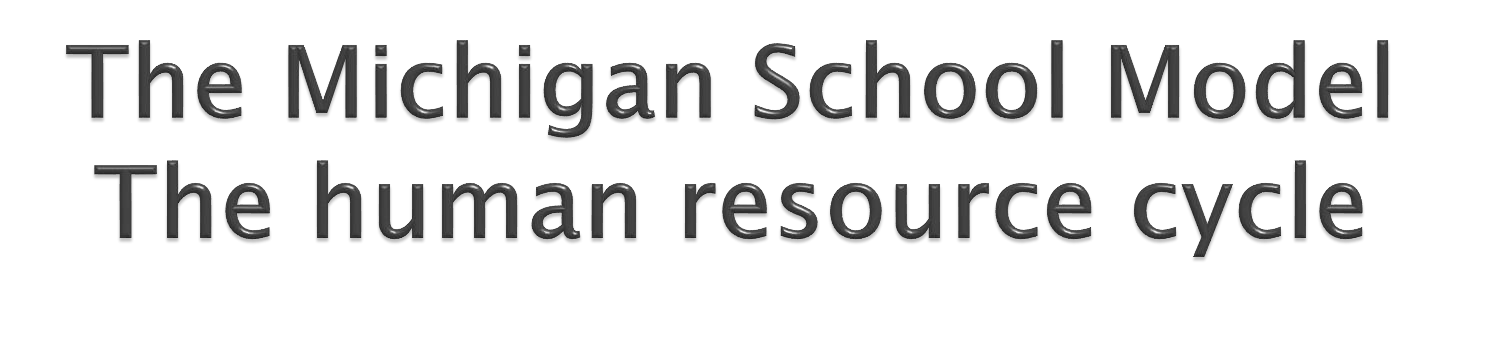 The Michigan School Model
The human resource cycle